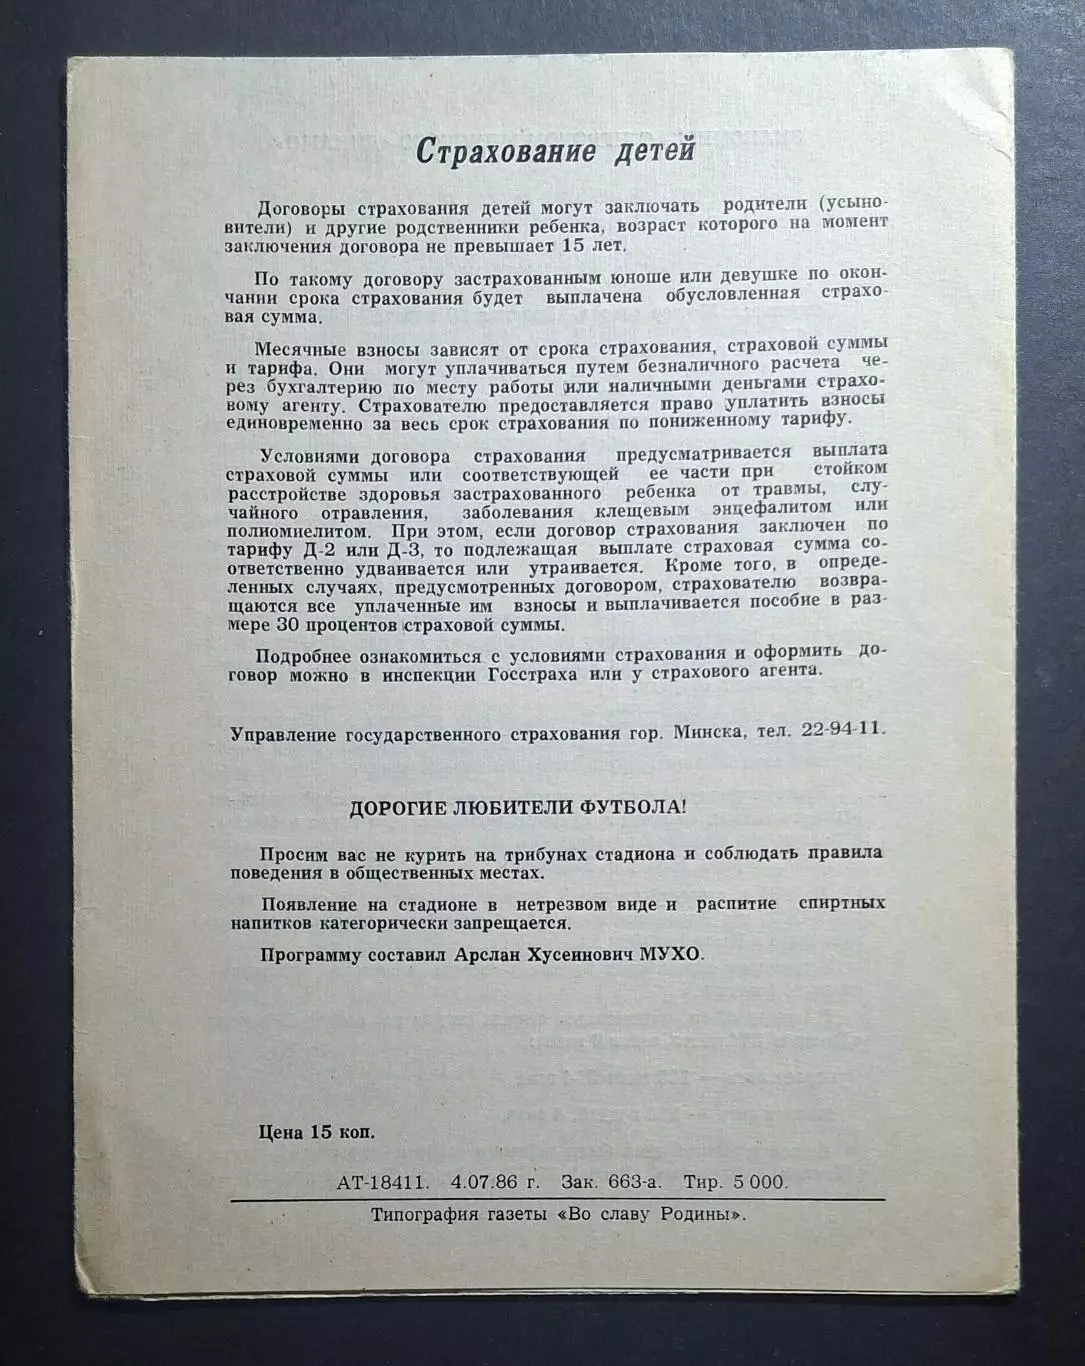 Страхование детей
Договоры страхования детей могут заключать родители (усыно-
вители) и другие родственники ребенка, возраст которого на момент
заключения договора не превышает 15 лет.
По такому договору застрахованным юноше или девушке по окон-
чании срока страхования будет выплачена обусловленная страхо-
вая сумма.
Месячные взносы зависят от срока страхования, страховой суммы
и тарифа. Они могут уплачиваться путем безналичного расчета че-
рез бухгалтерию по месту работы или наличными деньгами страхо-
вому агенту. Страхователю предоставляется право уплатить взносы
единовременно за весь срок страхования по пониженному тарифу.
Условиями договора страхования предусматривается выплата
страховой суммы или соответствующей ее части при стойком
расстройстве здоровья застрахованного ребенка от травмы, слу-
чайного отравления, заболевания клещевым энцефалитом или
полиомиелитом. При этом, если договор страхования заключен по
тарифу Д-2 или Д-3, то подлежащая выплате страховая сумма со-
ответственно удваивается или утраивается. Кроме того, в опреде-
ленных случаях, предусмотренных договором, страхователю возвра-
щаются все уплаченные им взносы и выплачивается пособие в раз-
мере 30 процентов страховой суммы.
Подробнее ознакомиться с условиями страхования и оформить до-
говор можно в инспекции Госстраха или у страхового агента.
Управление государственного страхования гор. Минска, тел. 22-94-11.
ДОРОГИЕ ЛЮБИТЕЛИ ФУТБОЛА!
Просим вас не курить на трибунах стадиона и соблюдать правила
поведения в общественных местах.
Появление на стадионе в нетрезвом виде и распитие спиртных
напитков категорически запрещается.
Программу составил Арслан Хусеинович МУХО.
Цена 15 коп.
АТ-18411. 4.07.86 г. Зак. 663-а. Тир. 5 000.
Типография газеты «Во славу Родины».